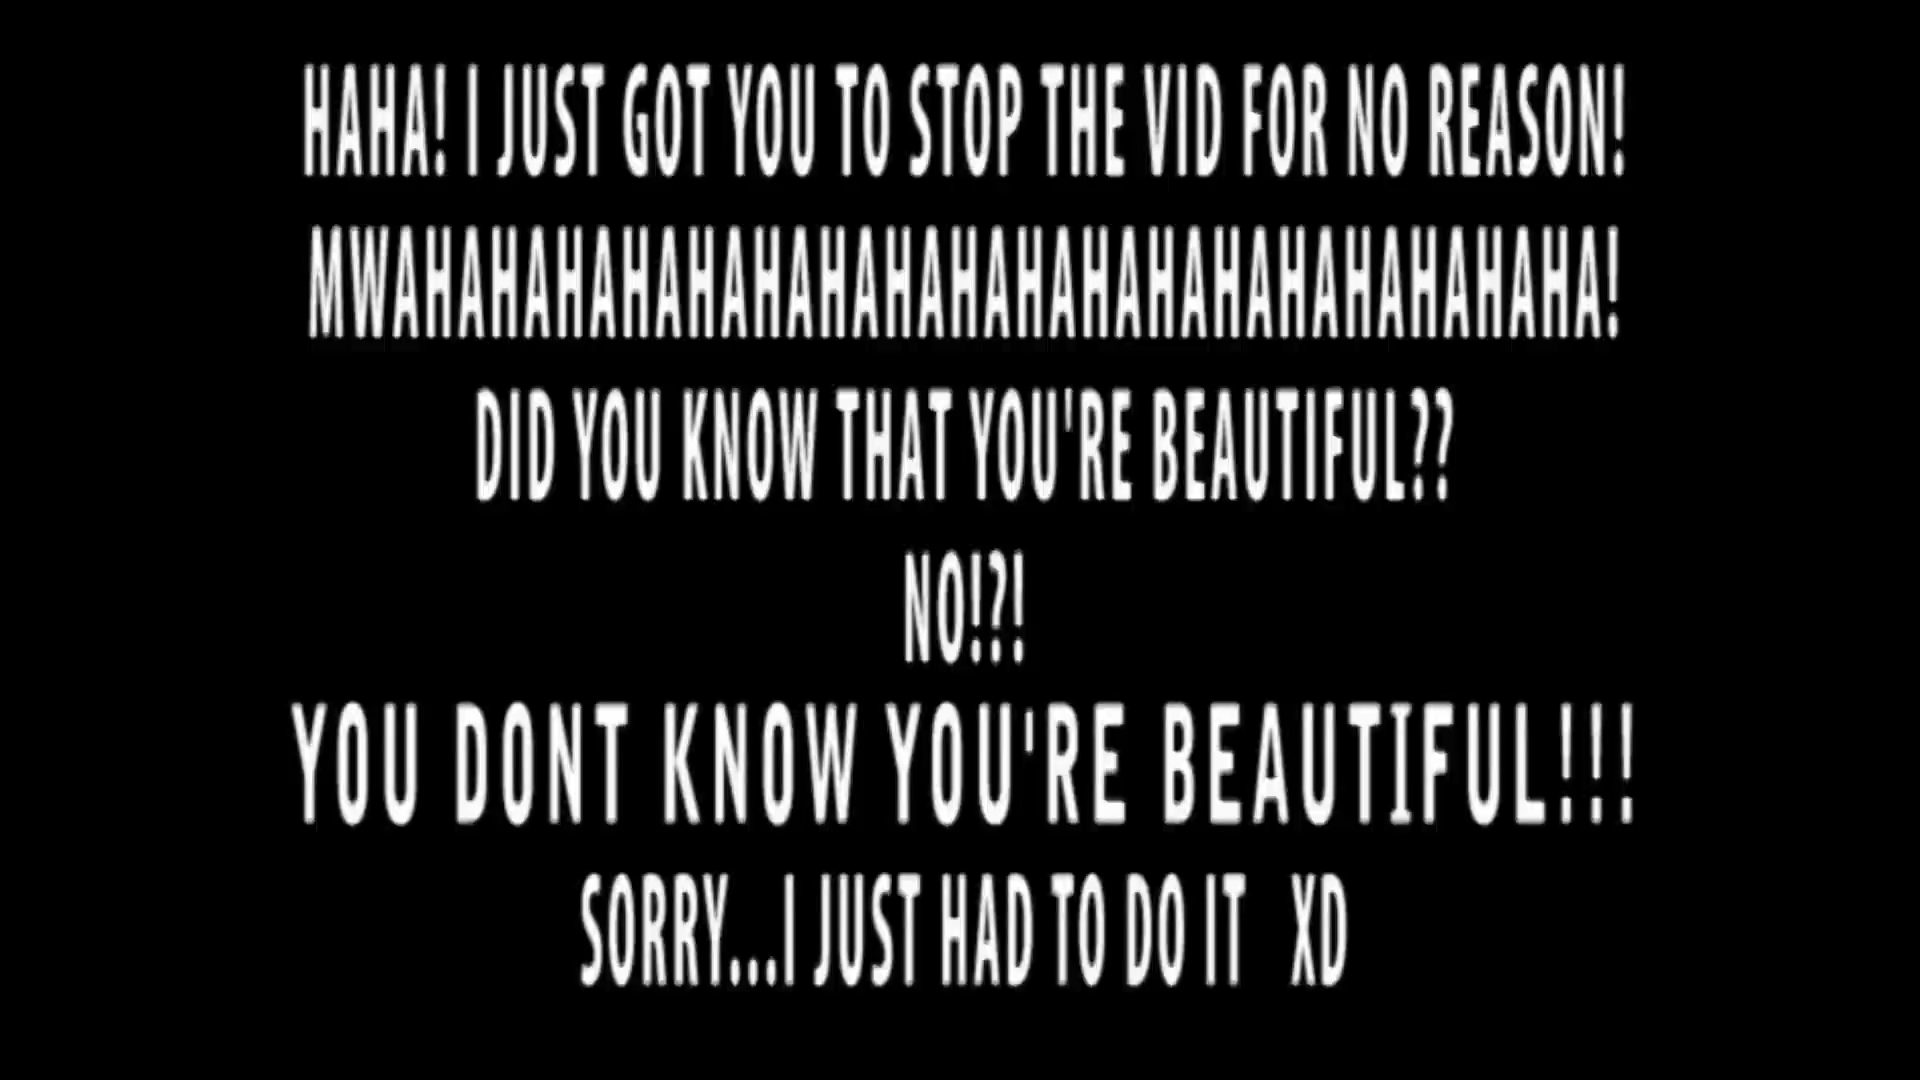 HAHA! I JUST GOT YOU TO STOP THE VID FOR NO REASON!
MWAHAHAHAHAHAHAHAHAHAHAHAHAHAHAHAHAHAHA!
DID YOU KNOW THAT YOU'RE BEAUTIFUL??
NO!?!
YOU DONT KNOW YOU'RE BEAUTIFUL!!!
SORRY...I JUST HAD TO DO IT XD